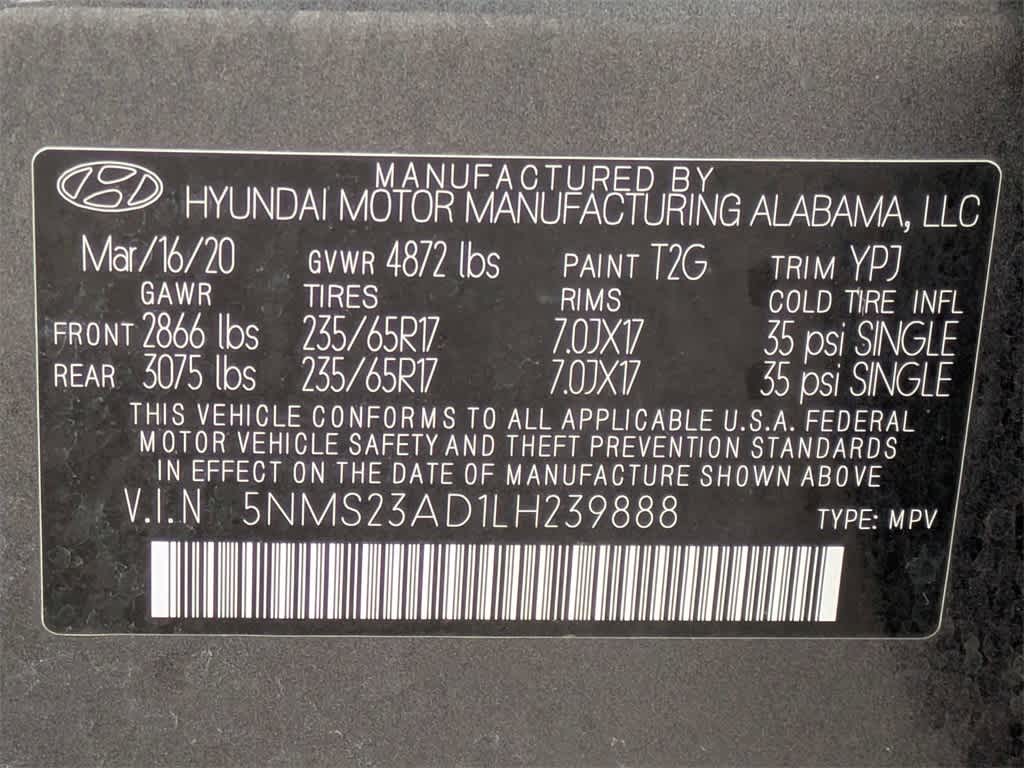 MANUFACTURED BY
HYUNDAI MOTOR MANUFACTURING ALABAMA, LLC
Mar/16/20 GVWR 4872 lbs PAINT T2G TRIM YPJ
GAWR TIRES RIMS COLD TIRE INFL
FRONT 2866 lbs 235/65R17 7.0JX17 35 psi SINGLE
REAR 3075 lbs 235/65R17 7.0JX17 35 psi SINGLE
THIS VEHICLE CONFORMS TO ALL APPLICABLE U.S.A. FEDERAL
MOTOR VEHICLE SAFETY AND THEFT PREVENTION STANDARDS
IN EFFECT ON THE DATE OF MANUFACTURE SHOWN ABOVE
V.I.N 5NMS23AD1LH239888 TYPE: MPV